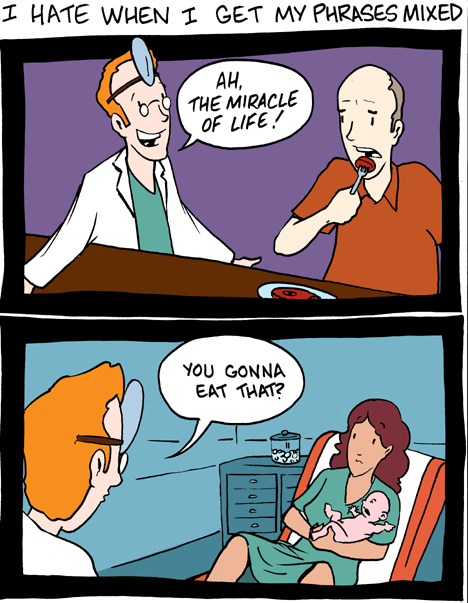 I HATE WHEN I GET MY PHRASES MIXED
AH,
THE MIRACLE
OF LIFE!
YOU GONNA
EAT THAT?